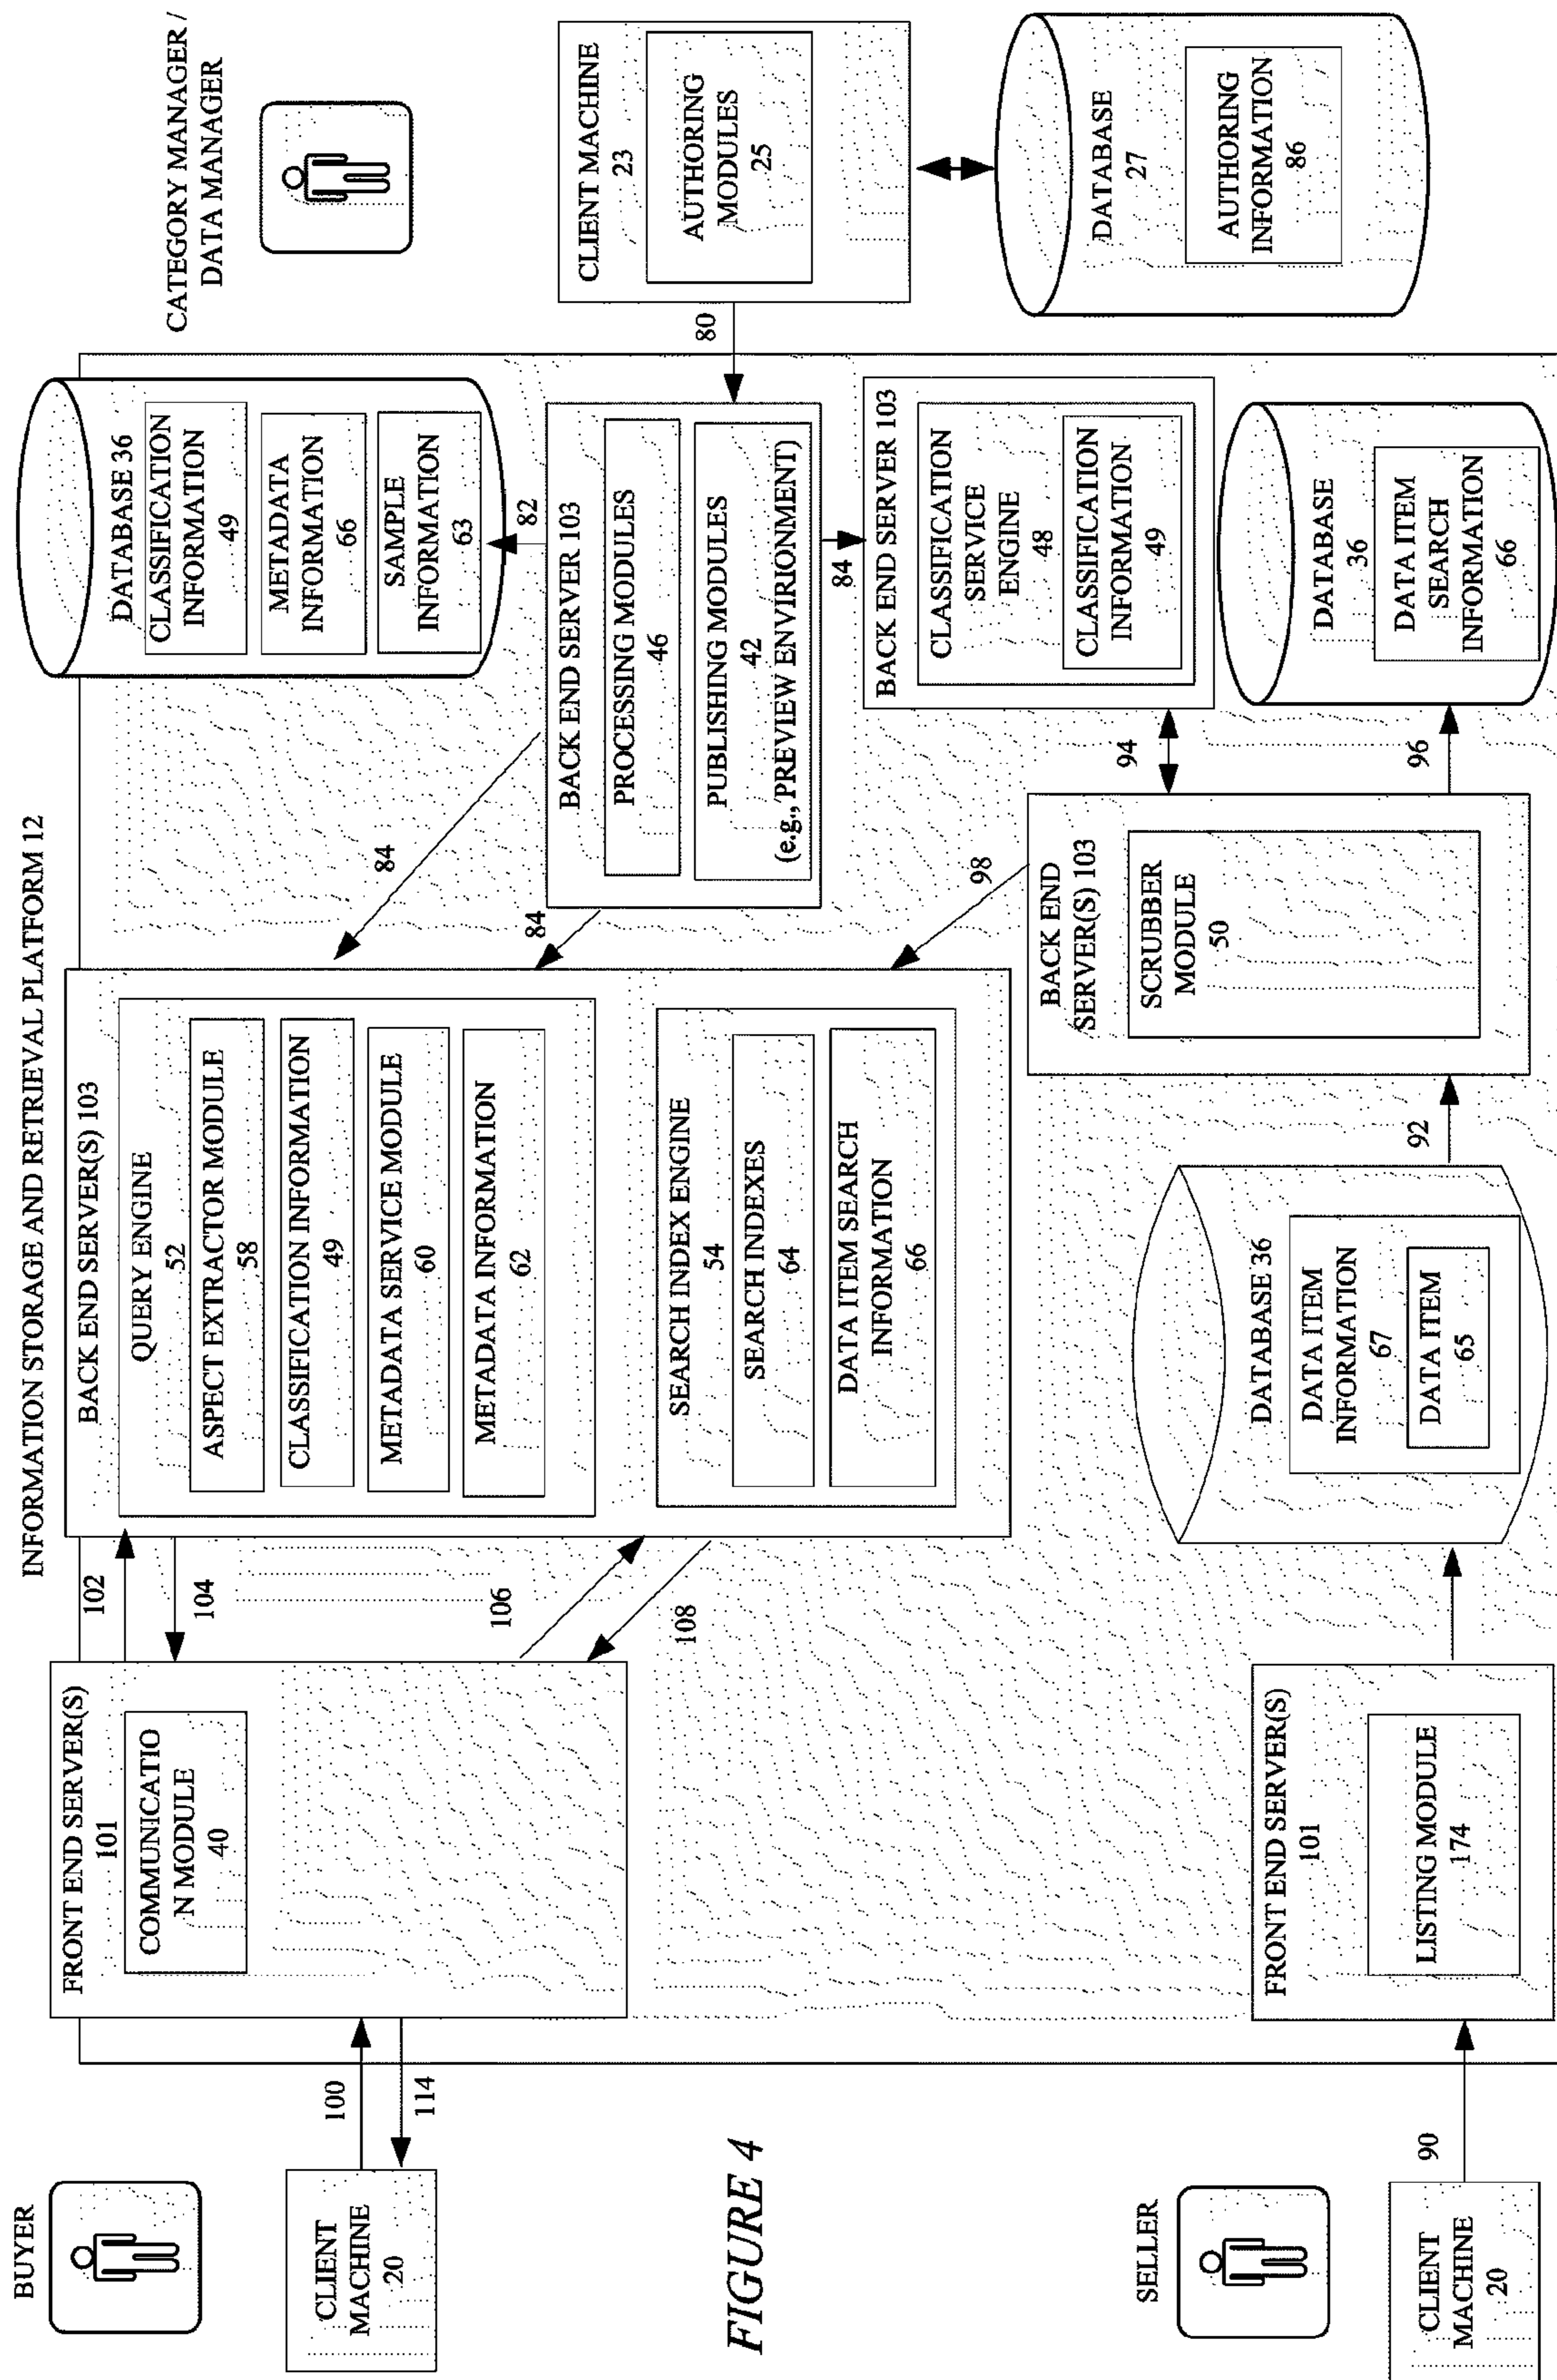 INFORMATION STORAGE AND RETRIEVAL PLATFORM 12
BUYER
CLIENT
MACHINE
20
100
114
FRONT END SERVER(S)
101
COMMUNICATIO
N MODULE
40
102
104
106
108
BACK END SERVER(S) 103
QUERY ENGINE
52
ASPECT EXTRACTOR MODULE
58
CLASSIFICATION INFORMATION
49
METADATA SERVICE MODULE
60
METADATA INFORMATION
62
SEARCH INDEX ENGINE
54
SEARCH INDEXES
64
DATA ITEM SEARCH
INFORMATION
66
84
84
98
DATABASE 36
CLASSIFICATION
INFORMATION
49
METADATA
INFORMATION
66
SAMPLE
INFORMATION
63
82
BACK END SERVER 103
PROCESSING MODULES
46
PUBLISHING MODULES
42
(e.g., PREVIEW ENVIRIONMENT)
84
BACK END SERVER 103
CLASSIFICATION
SERVICE
ENGINE
48
CLASSIFICATION
INFORMATION
49
94
DATABASE
36
DATA ITEM
SEARCH
INFORMATION
66
96
CATEGORY MANAGER /
DATA MANAGER
CLIENT MACHINE
23
AUTHORING
MODULES
25
80
DATABASE
27
AUTHORING
INFORMATION
86
FIGURE 4
SELLER
CLIENT
MACHINE
20
90
FRONT END SERVER(S)
101
LISTING MODULE
174
DATABASE 36
DATA ITEM
INFORMATION
67
DATA ITEM
65
92
BACK END
SERVER(S) 103
SCRUBBER
MODULE
50